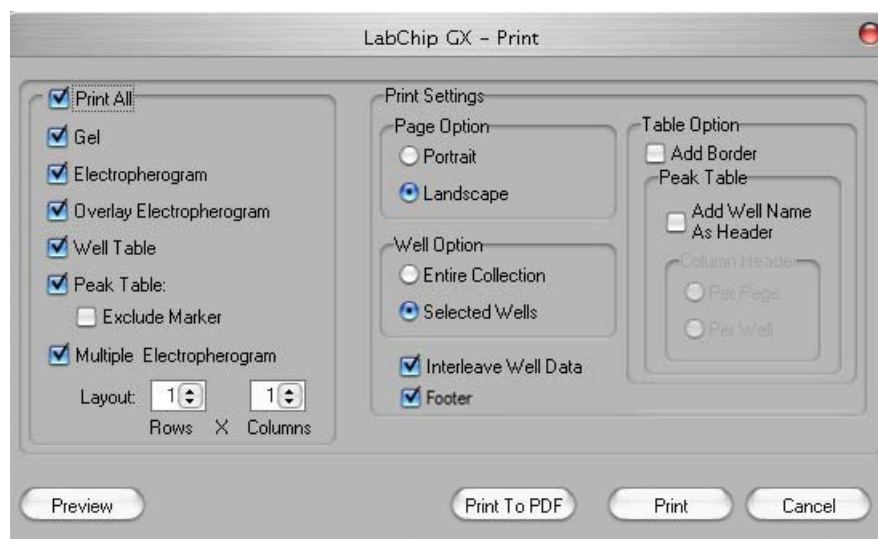 LabChip GX - Print
Print All
Gel
Electropherogram
Overlay Electropherogram
Well Table
Peak Table:
Exclude Marker
Multiple Electropherogram
Layout: 1 1
Rows X Columns
Print Settings
Page Option
Portrait
Landscape
Well Option
Entire Collection
Selected Wells
Interleave Well Data
Footer
Table Option
Add Border
Peak Table
Add Well Name
As Header
Column Header
Per Page
Per Well
Preview
Print To PDF
Print
Cancel